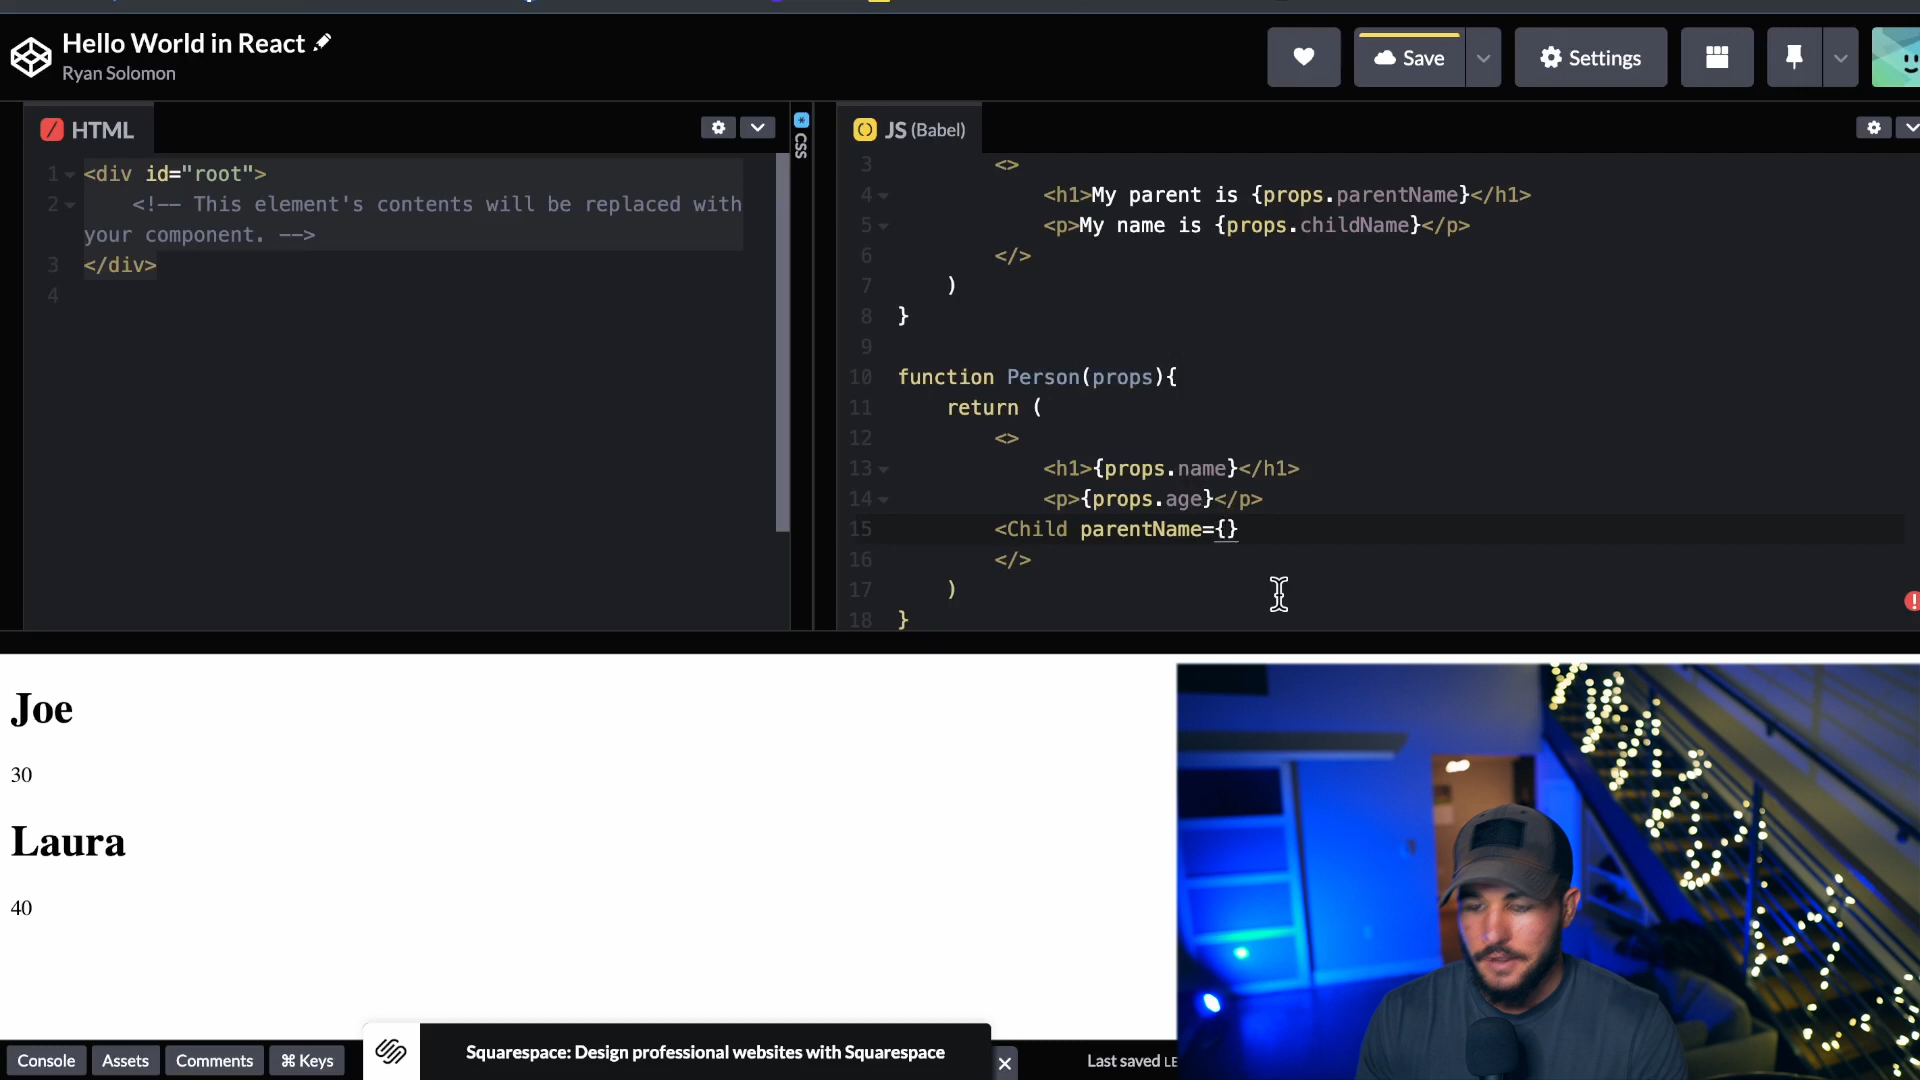 Hello World in React
Ryan Solomon
Save
Settings
HTML
CSS
JS (Babel)
1 <div id="root">
2 <!-- This element's contents will be replaced with
your component. -->
3 </div>
4
3 <>
4 <h1>My parent is {props.parentName}</h1>
5 <p>My name is {props.childName}</p>
6 </>
7 )
8 }
9
10 function Person(props){
11 return (
12 <>
13 <h1>{props.name}</h1>
14 <p>{props.age}</p>
15 <Child parentName={}
16 </>
17 )
18 }
Joe
30
Laura
40
Console
Assets
Comments
⌘ Keys
Squarespace: Design professional websites with Squarespace
Last saved LE